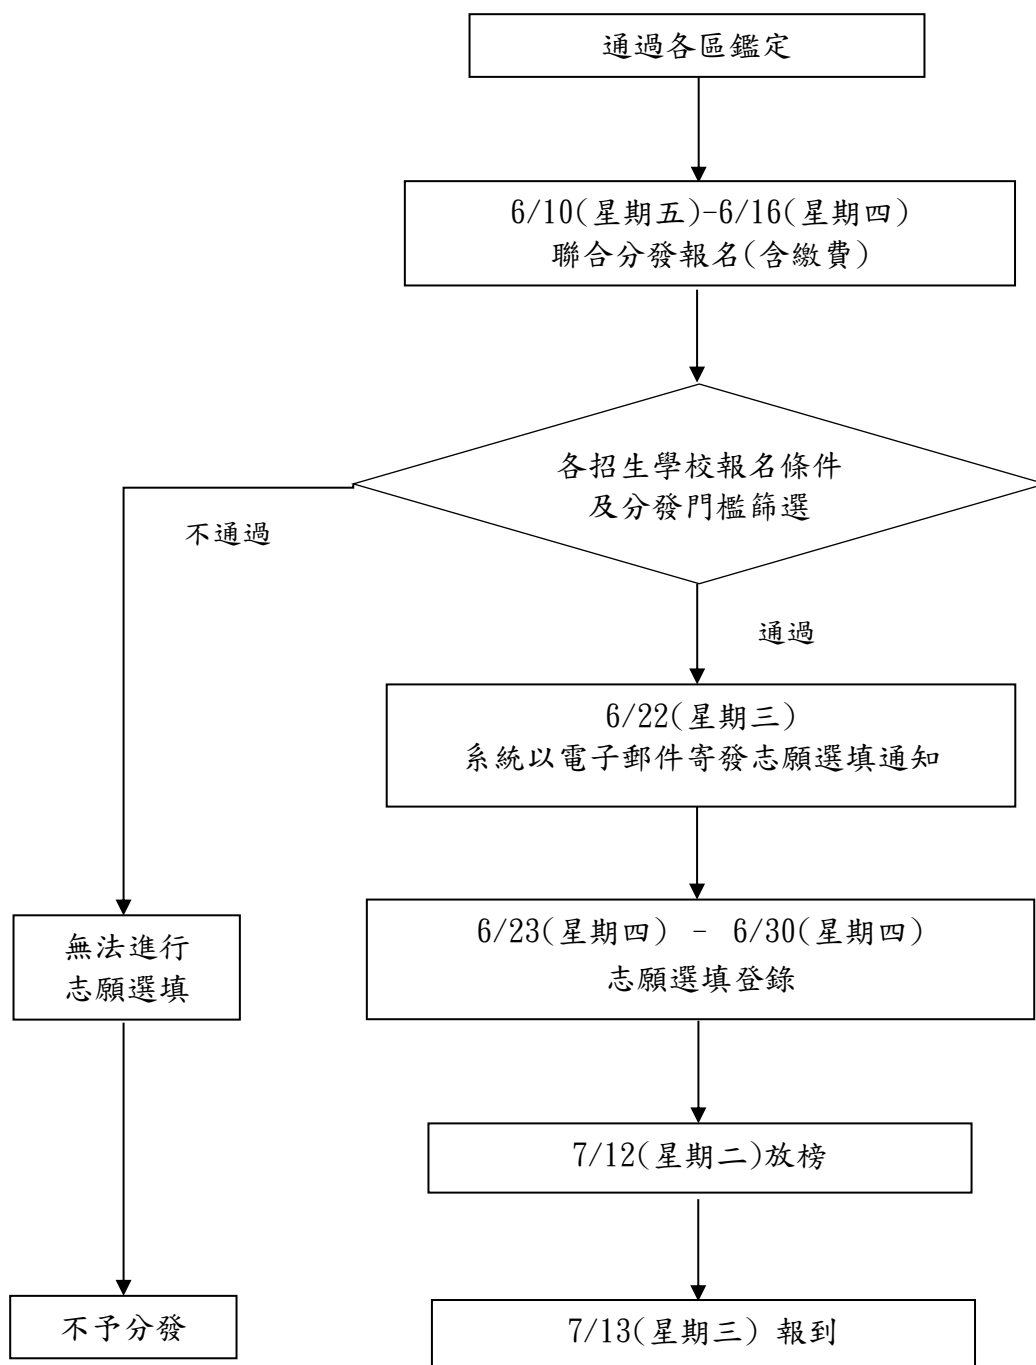 通過各區鑑定
6/10(星期五)-6/16(星期四)
聯合分發報名(含繳費)
各招生學校報名條件
及分發門檻篩選
不通過
通過
6/22(星期三)
系統以電子郵件寄發志願選填通知
6/23(星期四) - 6/30(星期四)
志願選填登錄
無法進行
志願選填
7/12(星期二)放榜
不予分發
7/13(星期三) 報到